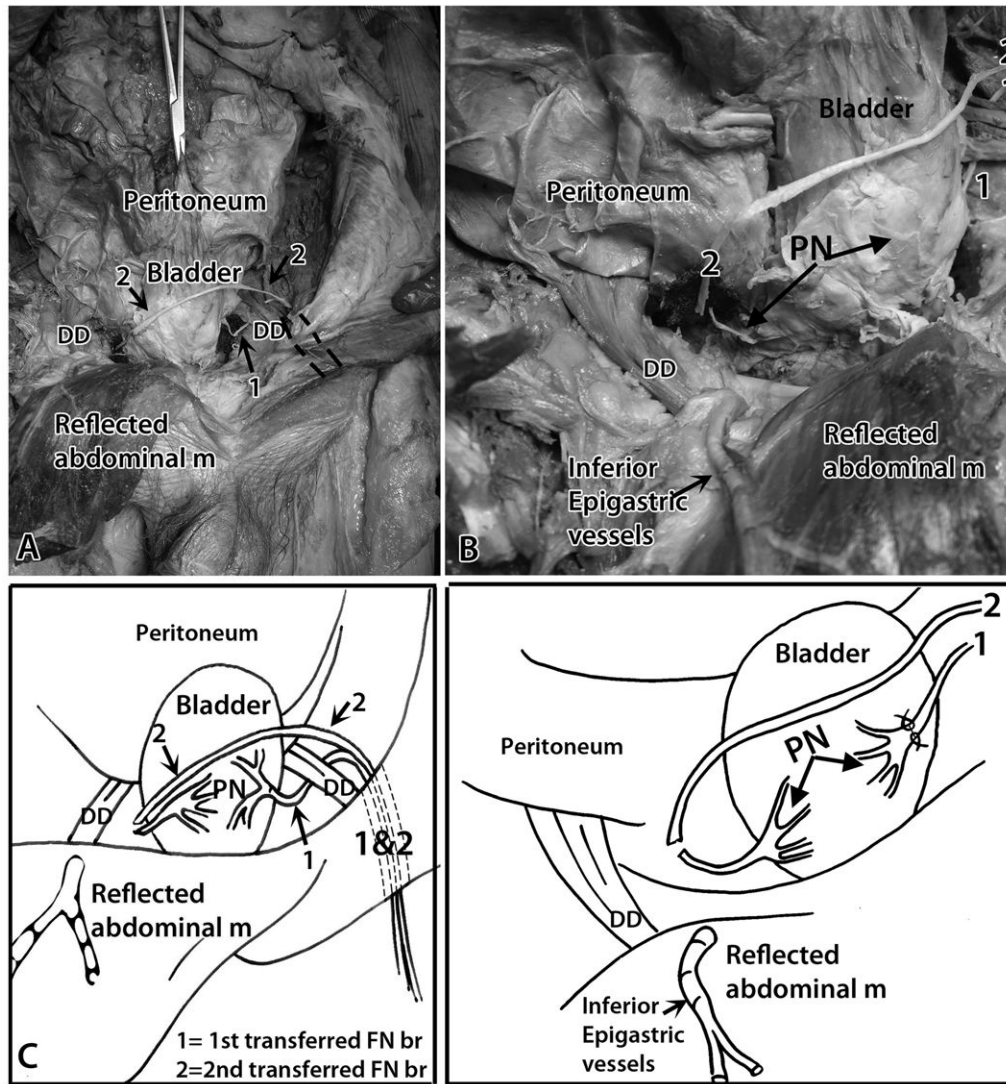 Peritoneum
2
Bladder
2
DD
DD
1
Reflected
abdominal m
A
2
Bladder
1
Peritoneum
PN
2
DD
Inferior
Epigastric
vessels
Reflected
abdominal m
B
Peritoneum
Bladder
2
2
PN
DD
DD
1&2
1
Reflected
abdominal m
C
1= 1st transferred FN br
2=2nd transferred FN br
2
1
Bladder
PN
Peritoneum
DD
Reflected
abdominal m
Inferior
Epigastric
vessels